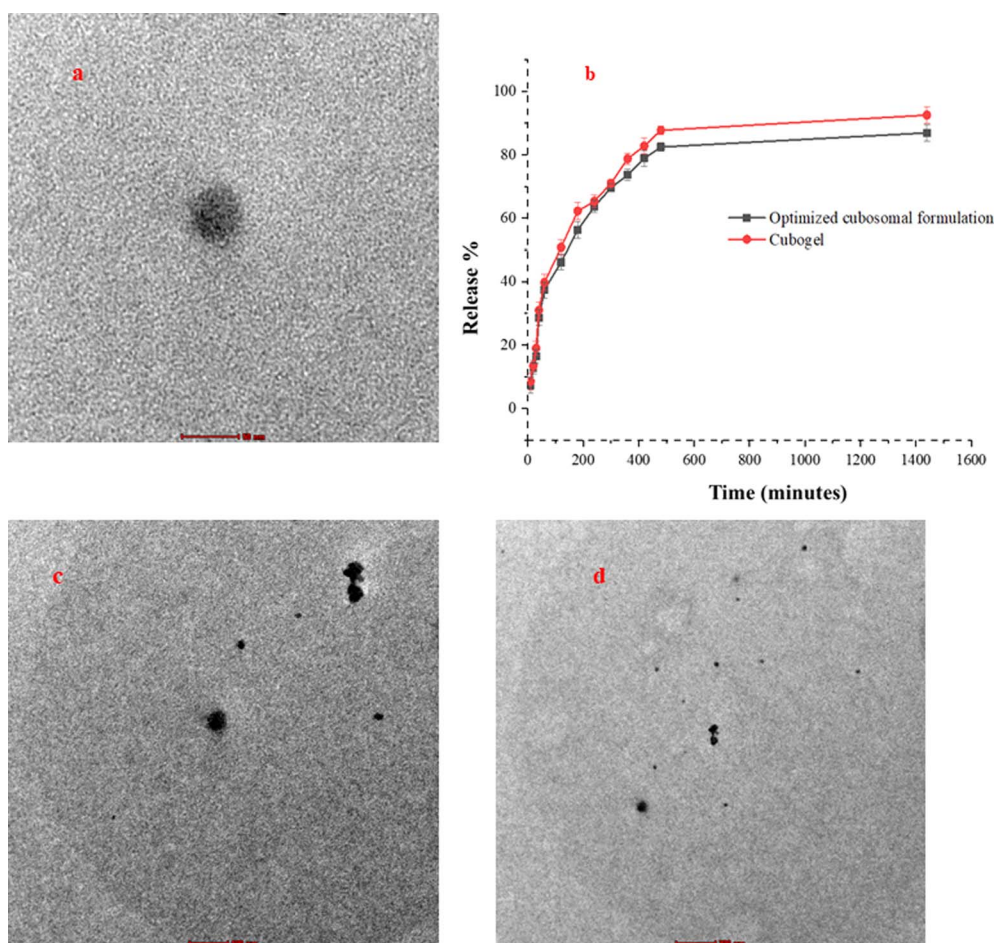 a
b
100
80
60
40
20
0
Release %
Optimized cubosomal formulation
Cubogel
0 200 400 600 800 1000 1200 1400 1600
Time (minutes)
c
d